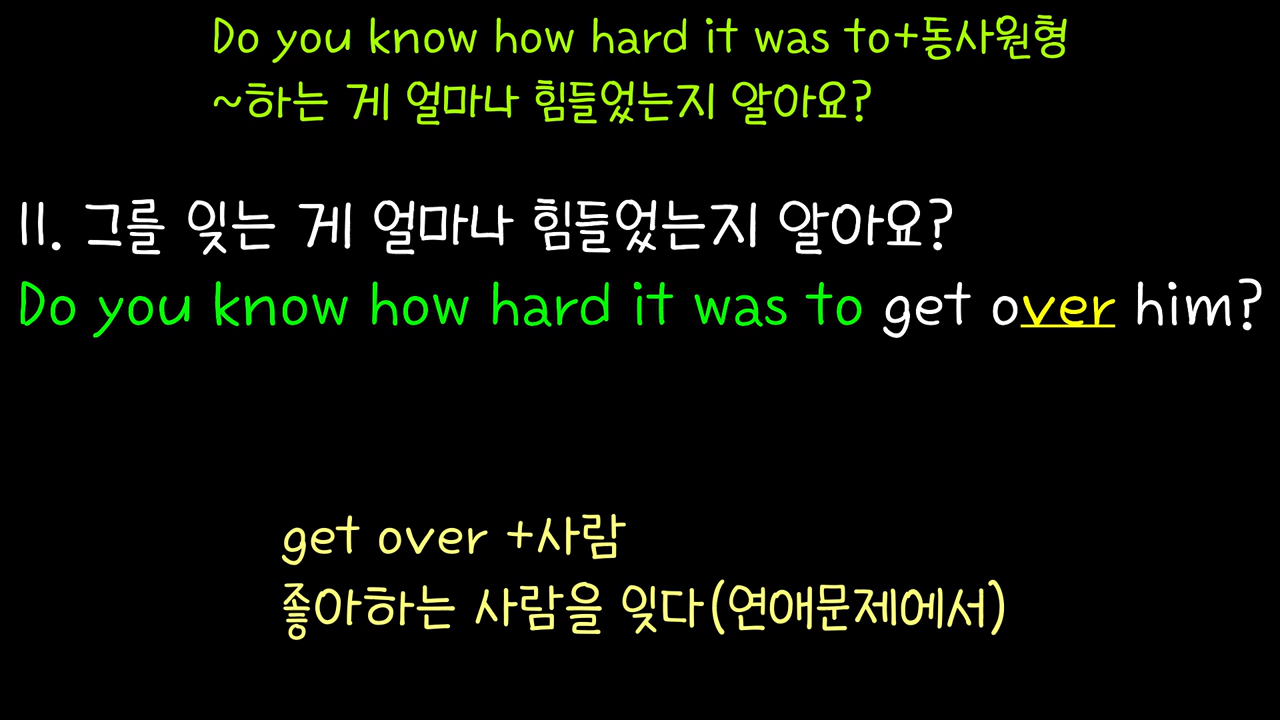 Do you know how hard it was to+동사원형
~하는 게 얼마나 힘들었는지 알아요?
11. 그를 잊는 게 얼마나 힘들었는지 알아요?
Do you know how hard it was to get over him?
get over +사람
좋아하는 사람을 잊다(연애문제에서)